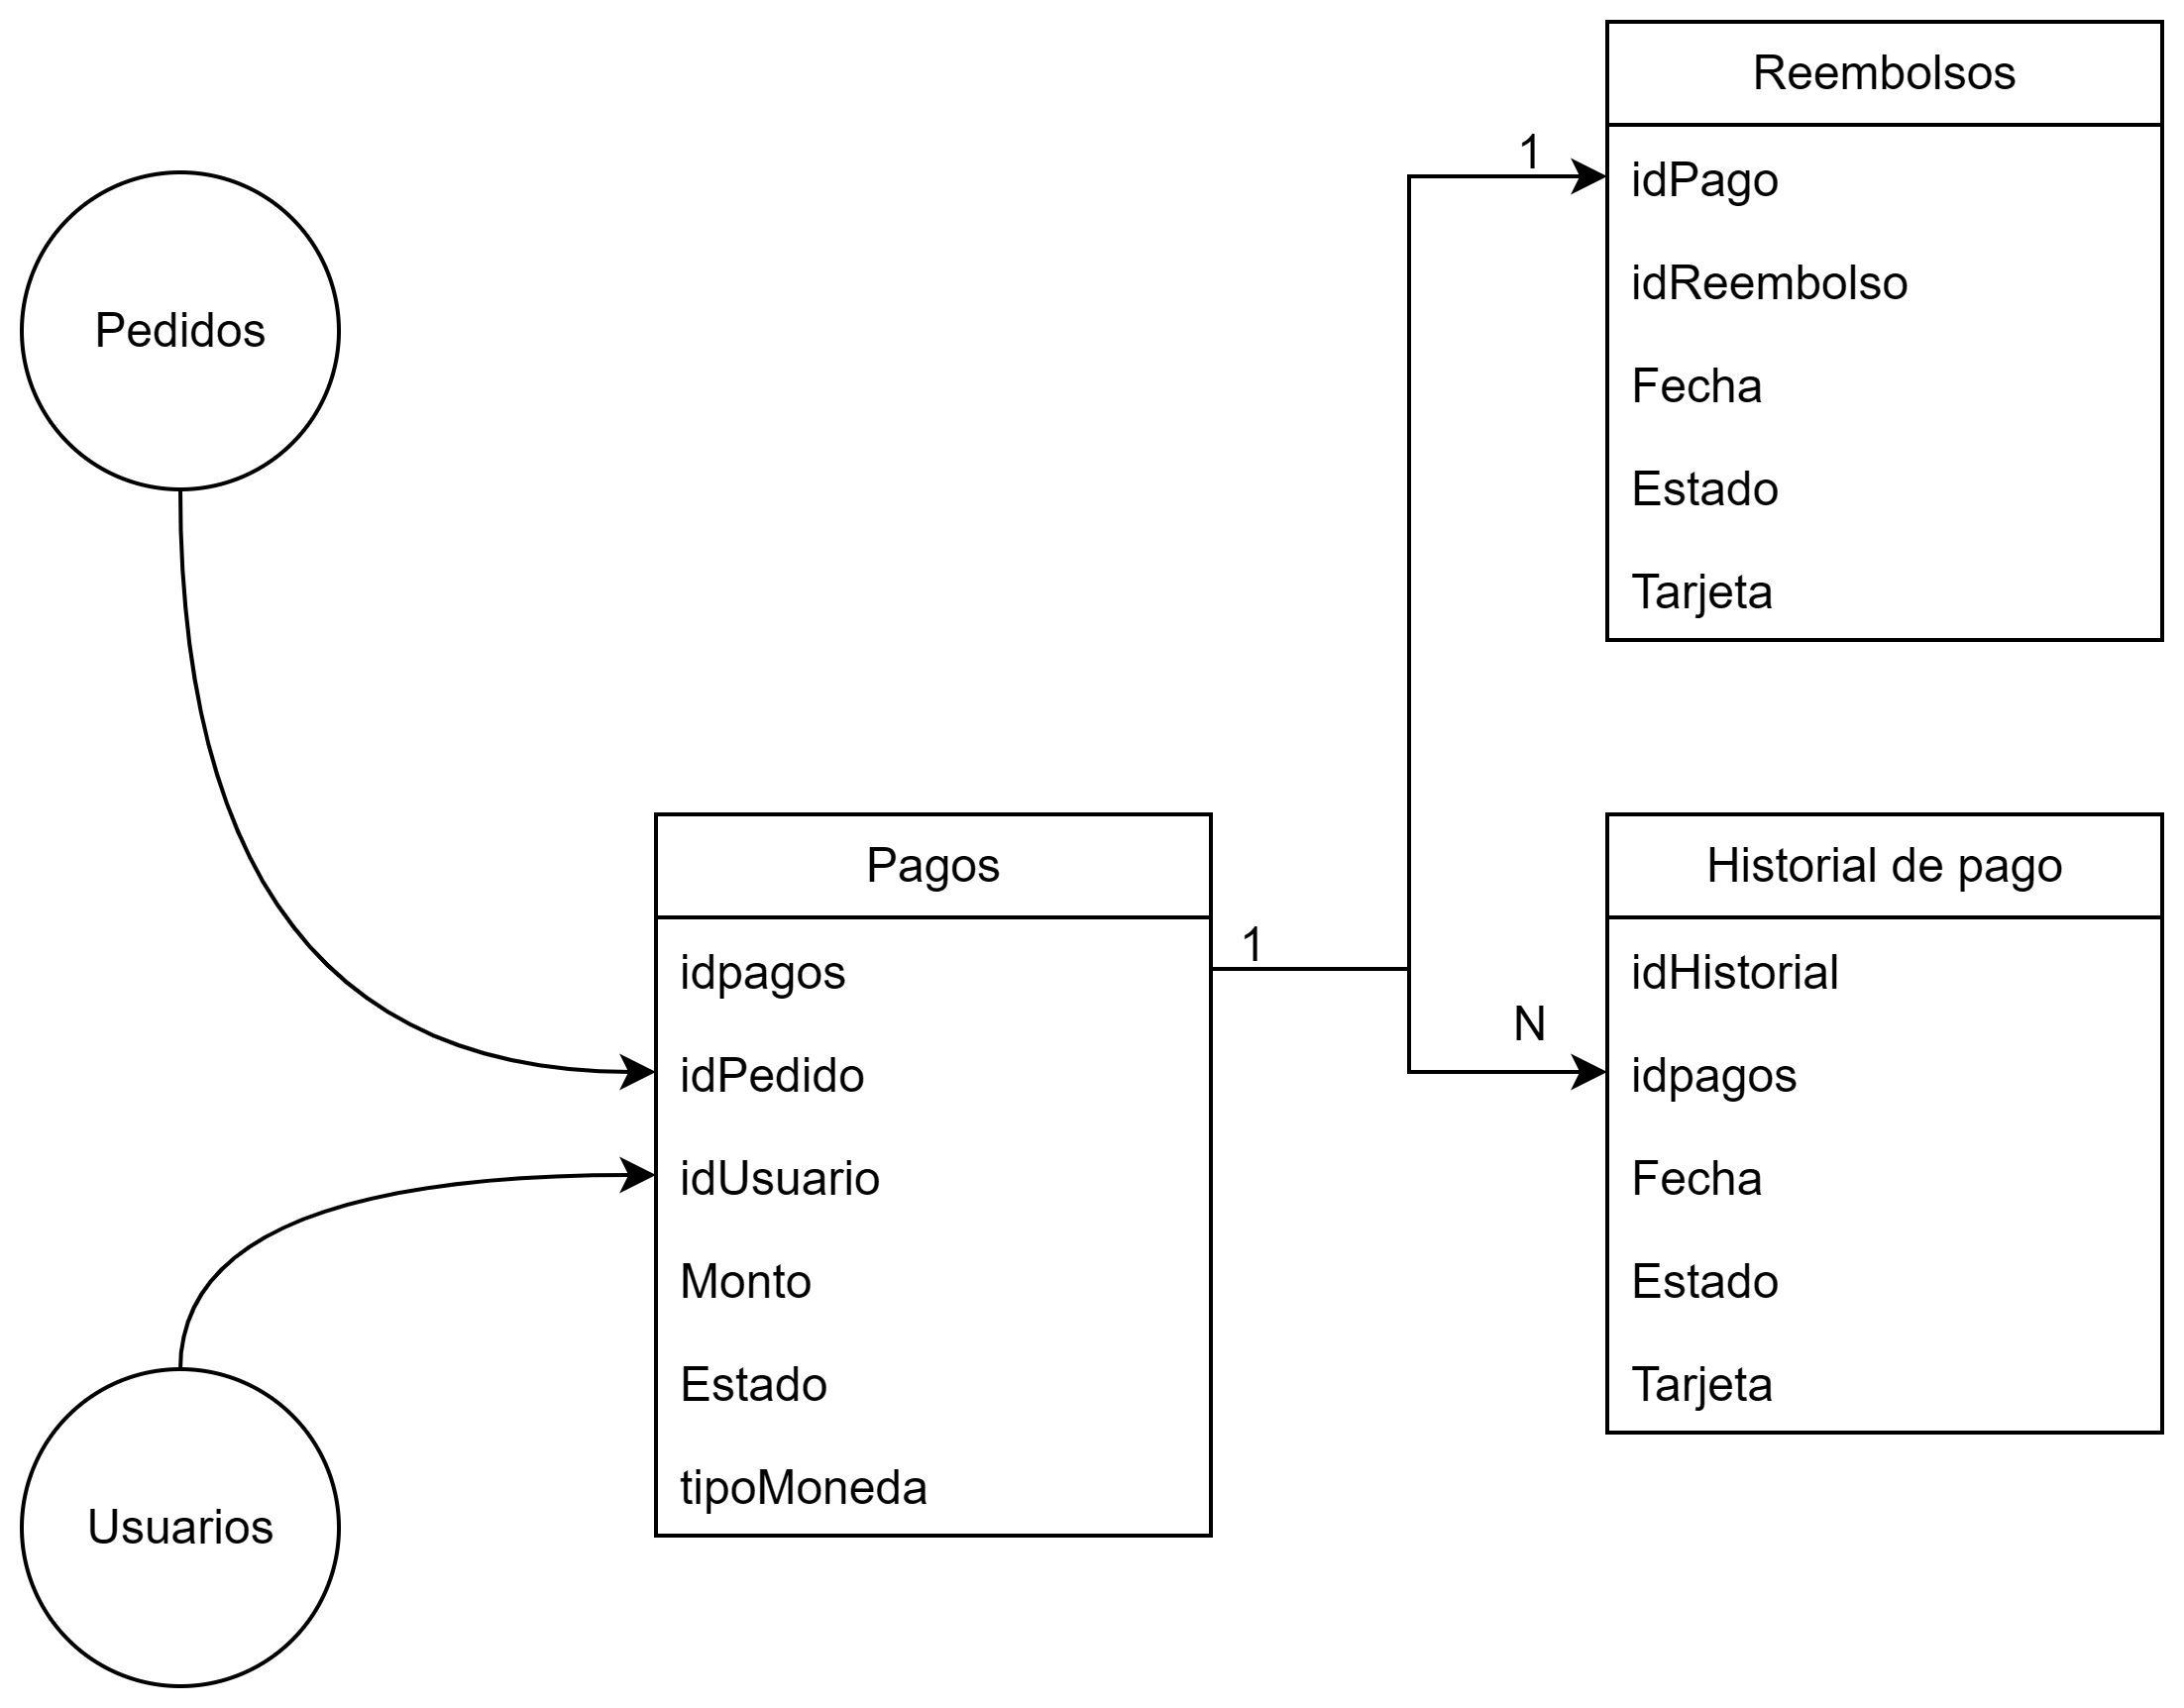 Pedidos
Usuarios
Pagos
idpagos
idPedido
idUsuario
Monto
Estado
tipoMoneda
1
1
N
Reembolsos
idPago
idReembolso
Fecha
Estado
Tarjeta
Historial de pago
idHistorial
idpagos
Fecha
Estado
Tarjeta